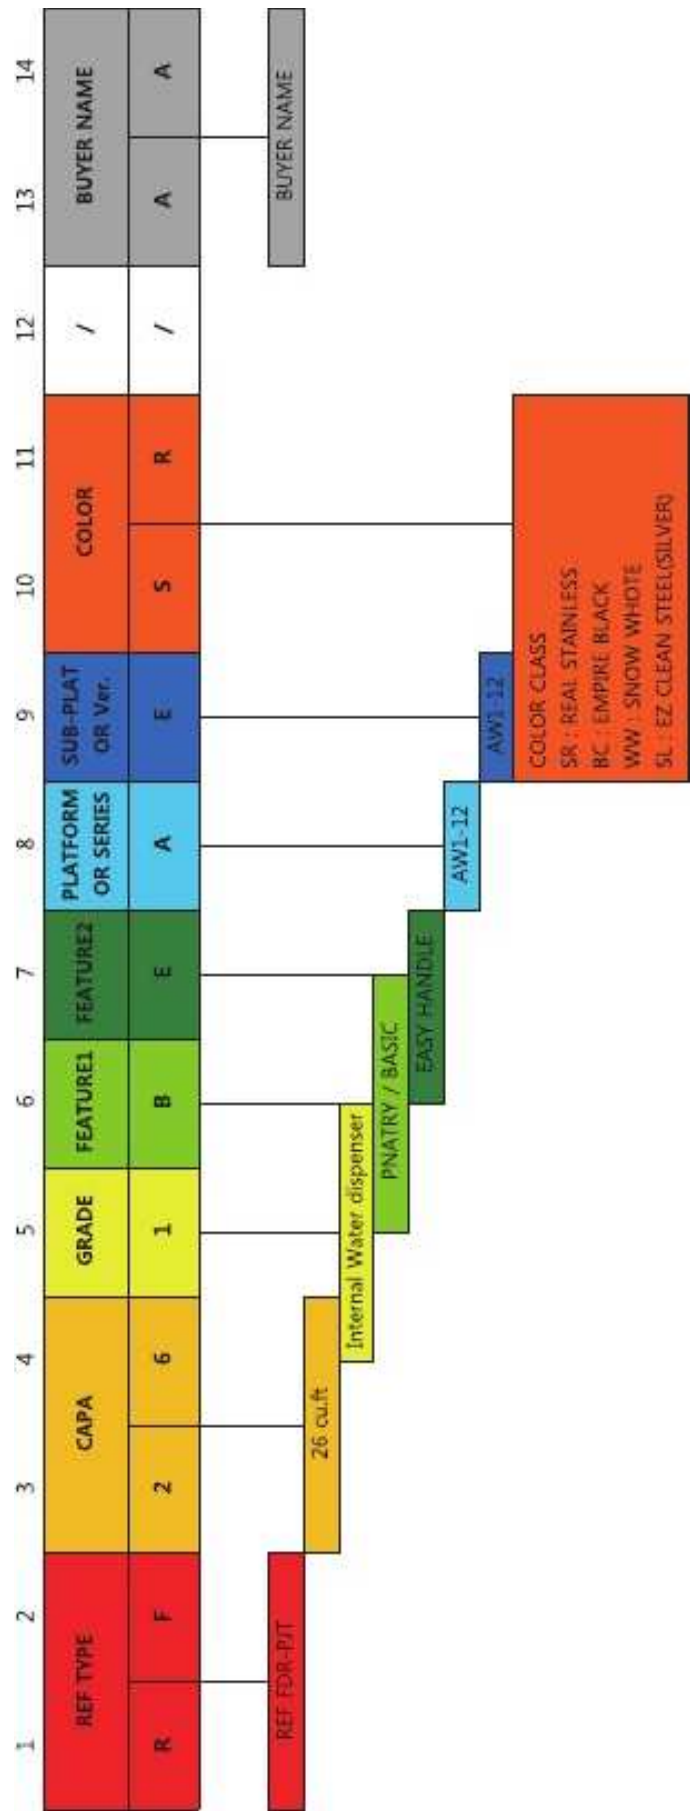 1 2 3 4 5 6 7 8 9 10 11 12 13 14
REF TYPE CAPA GRADE FEATURE1 FEATURE2 PLATFORM OR SERIES SUB-PLAT OR Ver. COLOR / BUYER NAME
R F 2 6 1 B E A E S R / A A
REF FDR-PJT
BUYER NAME
26 cu.ft
Internal Water dispenser
PNATRY / BASIC
EASY HANDLE
AW1-12
AW1-12
COLOR CLASS
SR : REAL STAINLESS
BC : EMPIRE BLACK
WW : SNOW WHOTE
SL : EZ CLEAN STEEL(SILVER)